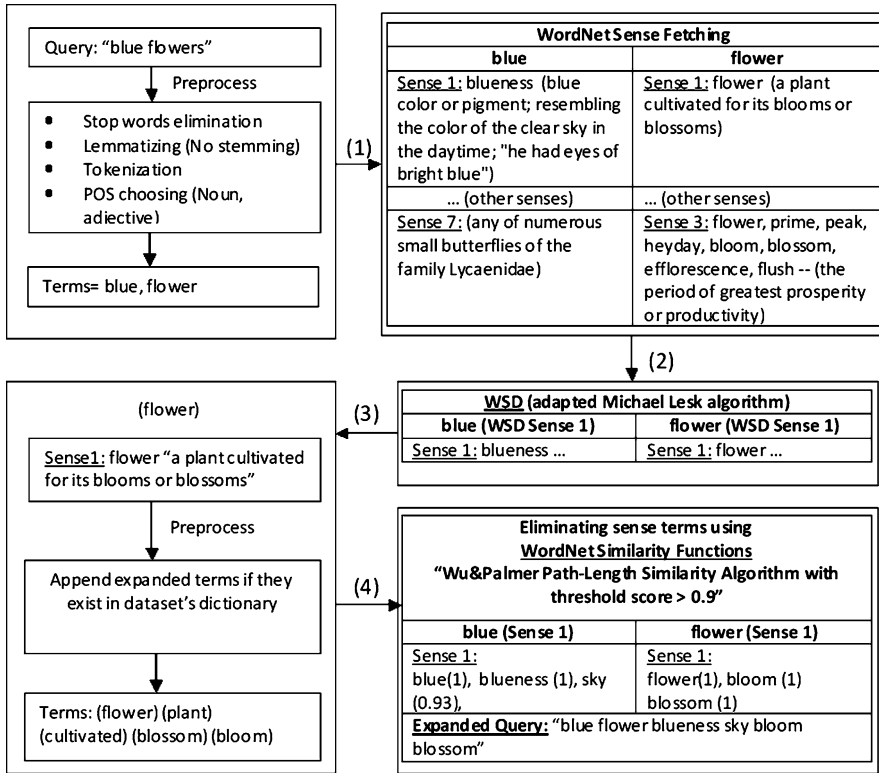 Query: “blue flowers”
Preprocess
▪ Stop words elimination
▪ Lemmatizing (No stemming)
▪ Tokenization
▪ POS choosing (Noun,
adjective)
Terms= blue, flower
(1)
WordNet Sense Fetching
blue
flower
Sense 1: blueness (blue
color or pigment; resembling
the color of the clear sky in
the daytime; "he had eyes of
bright blue")
Sense 1: flower (a plant
cultivated for its blooms or
blossoms)
... (other senses)
... (other senses)
Sense 7: (any of numerous
small butterflies of the
family Lycaenidae)
Sense 3: flower, prime, peak,
heyday, bloom, blossom,
efflorescence, flush -- (the
period of greatest prosperity
or productivity)
(2)
WSD (adapted Michael Lesk algorithm)
blue (WSD Sense 1)
flower (WSD Sense 1)
Sense 1: blueness ...
Sense 1: flower ...
(3)
(flower)
Sense1: flower “a plant cultivated
for its blooms or blossoms”
Preprocess
Append expanded terms if they
exist in dataset’s dictionary
Terms: (flower) (plant)
(cultivated) (blossom) (bloom)
(4)
Eliminating sense terms using
WordNet Similarity Functions
“Wu&Palmer Path-Length Similarity Algorithm with
threshold score > 0.9”
blue (Sense 1)
flower (Sense 1)
Sense 1:
blue(1), blueness (1), sky
(0.93),
Sense 1:
flower(1), bloom (1)
blossom (1)
Expanded Query: “blue flower blueness sky bloom
blossom”